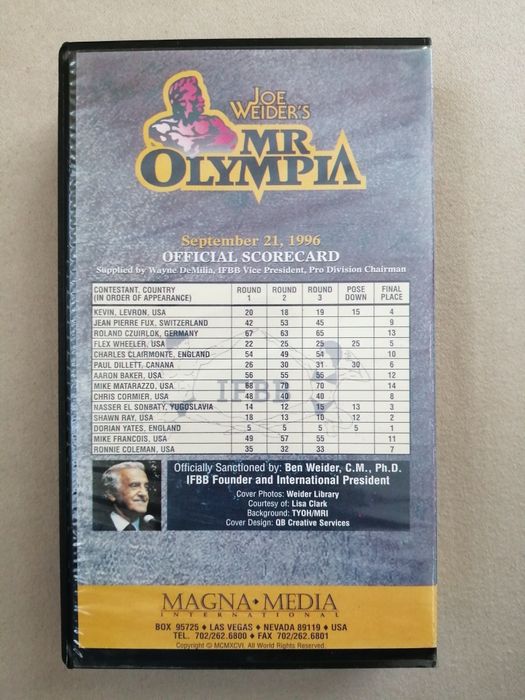 JOE
WEIDER'S
MR
OLYMPIA
September 21, 1996
OFFICIAL SCORECARD
Supplied by Wayne DeMilia, IFBB Vice President, Pro Division Chairman
CONTESTANT, COUNTRY (IN ORDER OF APPEARANCE) ROUND 1 ROUND 2 ROUND 3 POSE DOWN FINAL PLACE
KEVIN, LEVRON, USA 20 18 19 15 4
JEAN PIERRE FUX, SWITZERLAND 42 53 45 9
ROLAND CZUIRLOK, GERMANY 67 63 65 13
FLEX WHEELER, USA 22 25 25 25 5
CHARLES CLAIRMONTE, ENGLAND 54 49 54 10
PAUL DILLETT, CANANA 26 30 31 30 6
AARON BAKER, USA 56 55 55 12
MIKE MATARAZZO, USA 68 70 70 14
CHRIS CORMIER, USA 48 40 40 8
NASSER EL SONBATY, YUGOSLAVIA 14 12 15 13 3
SHAWN RAY, USA 18 13 10 12 2
DORIAN YATES, ENGLAND 5 5 5 5 1
MIKE FRANCOIS, USA 49 57 55 11
RONNIE COLEMAN, USA 35 32 33 7
IFBB
Officially Sanctioned by: Ben Weider, C.M., Ph.D.
IFBB Founder and International President
Cover Photos: Weider Library
Courtesy of: Lisa Clark
Background: TYOH/MRI
Cover Design: QB Creative Services
MAGNA♦MEDIA
INTERNATIONAL
BOX 95725 ♦ LAS VEGAS ♦ NEVADA 89119 ♦ USA
TEL. 702/262.6800 ♦ FAX 702/262.6801
Copyright © MCMXCVI. All World Rights Reserved.